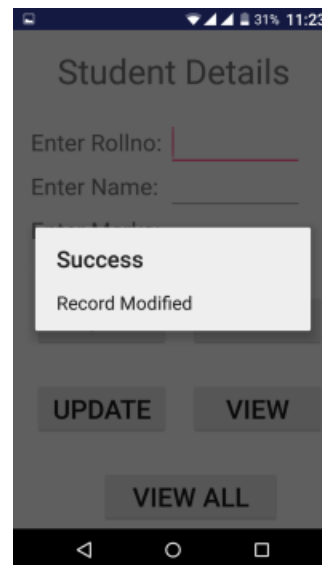 31% 11:23
Student Details
Enter Rollno:
Enter Name:
Success
Record Modified
UPDATE VIEW
VIEW ALL